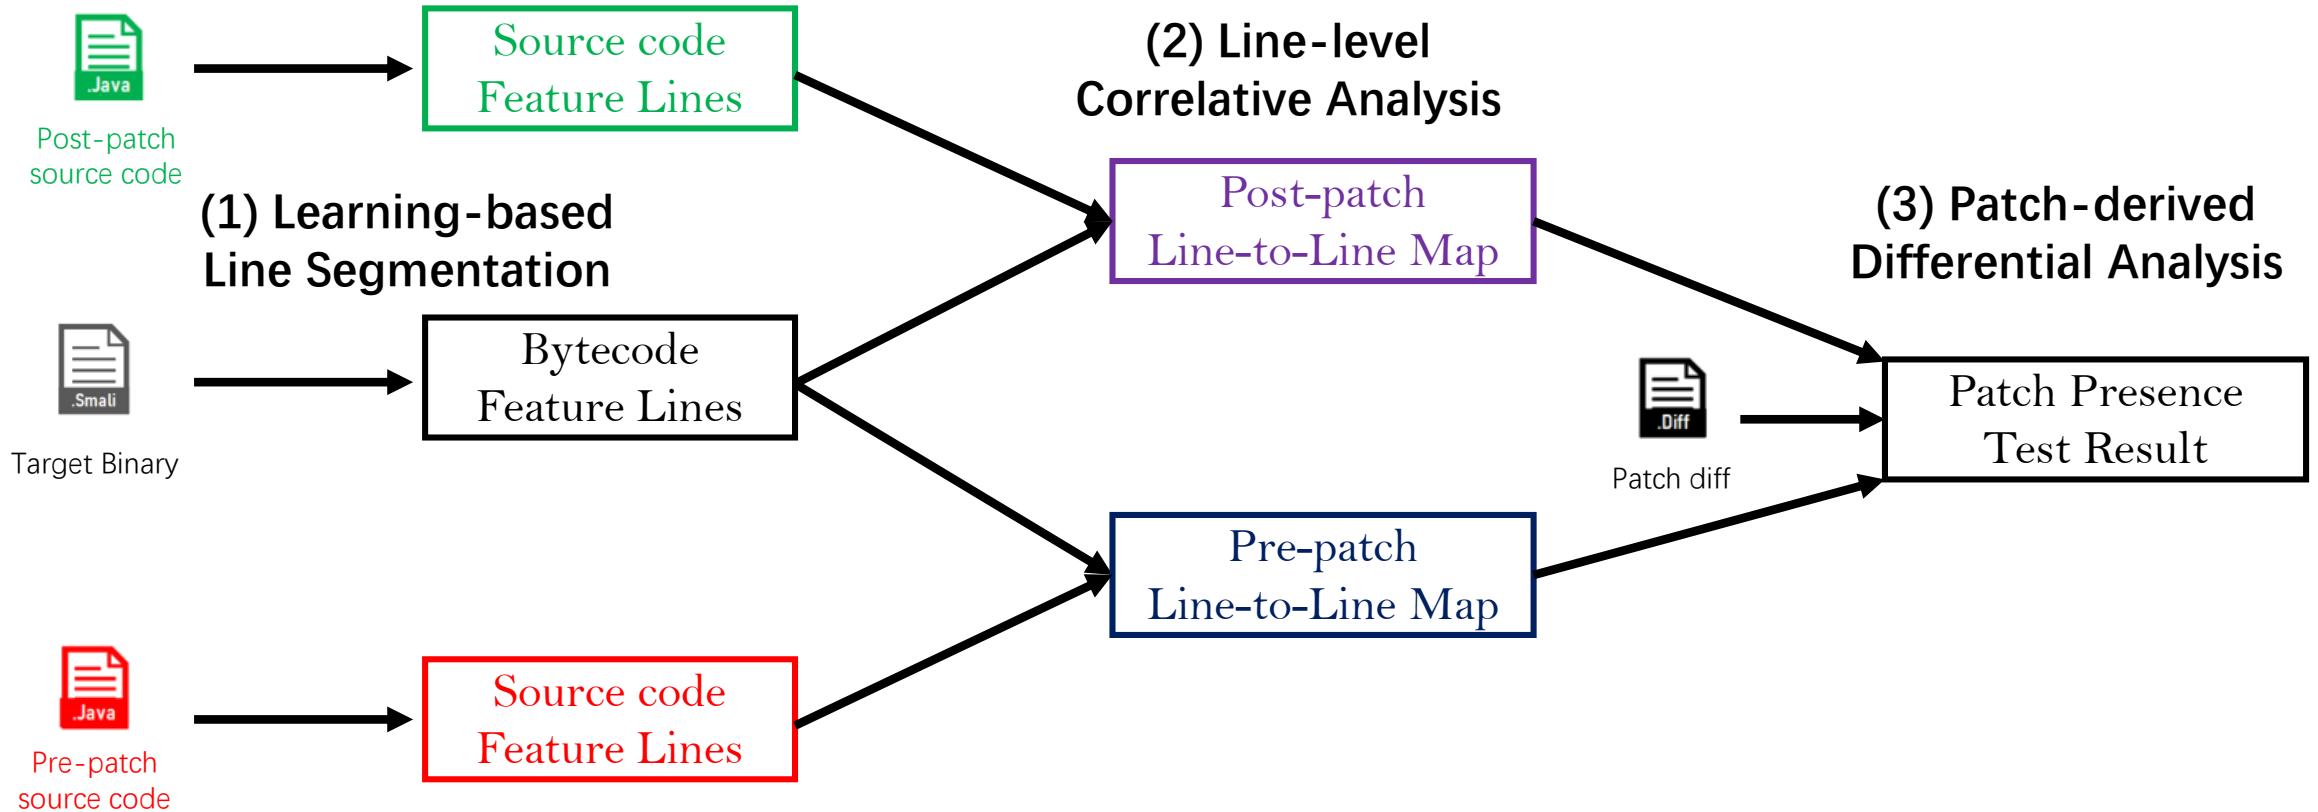 .Java
Post-patch
source code
Source code
Feature Lines
(1) Learning-based
Line Segmentation
.Smali
Target Binary
Bytecode
Feature Lines
.Java
Pre-patch
source code
Source code
Feature Lines
(2) Line-level
Correlative Analysis
Post-patch
Line-to-Line Map
Pre-patch
Line-to-Line Map
(3) Patch-derived
Differential Analysis
.Diff
Patch diff
Patch Presence
Test Result